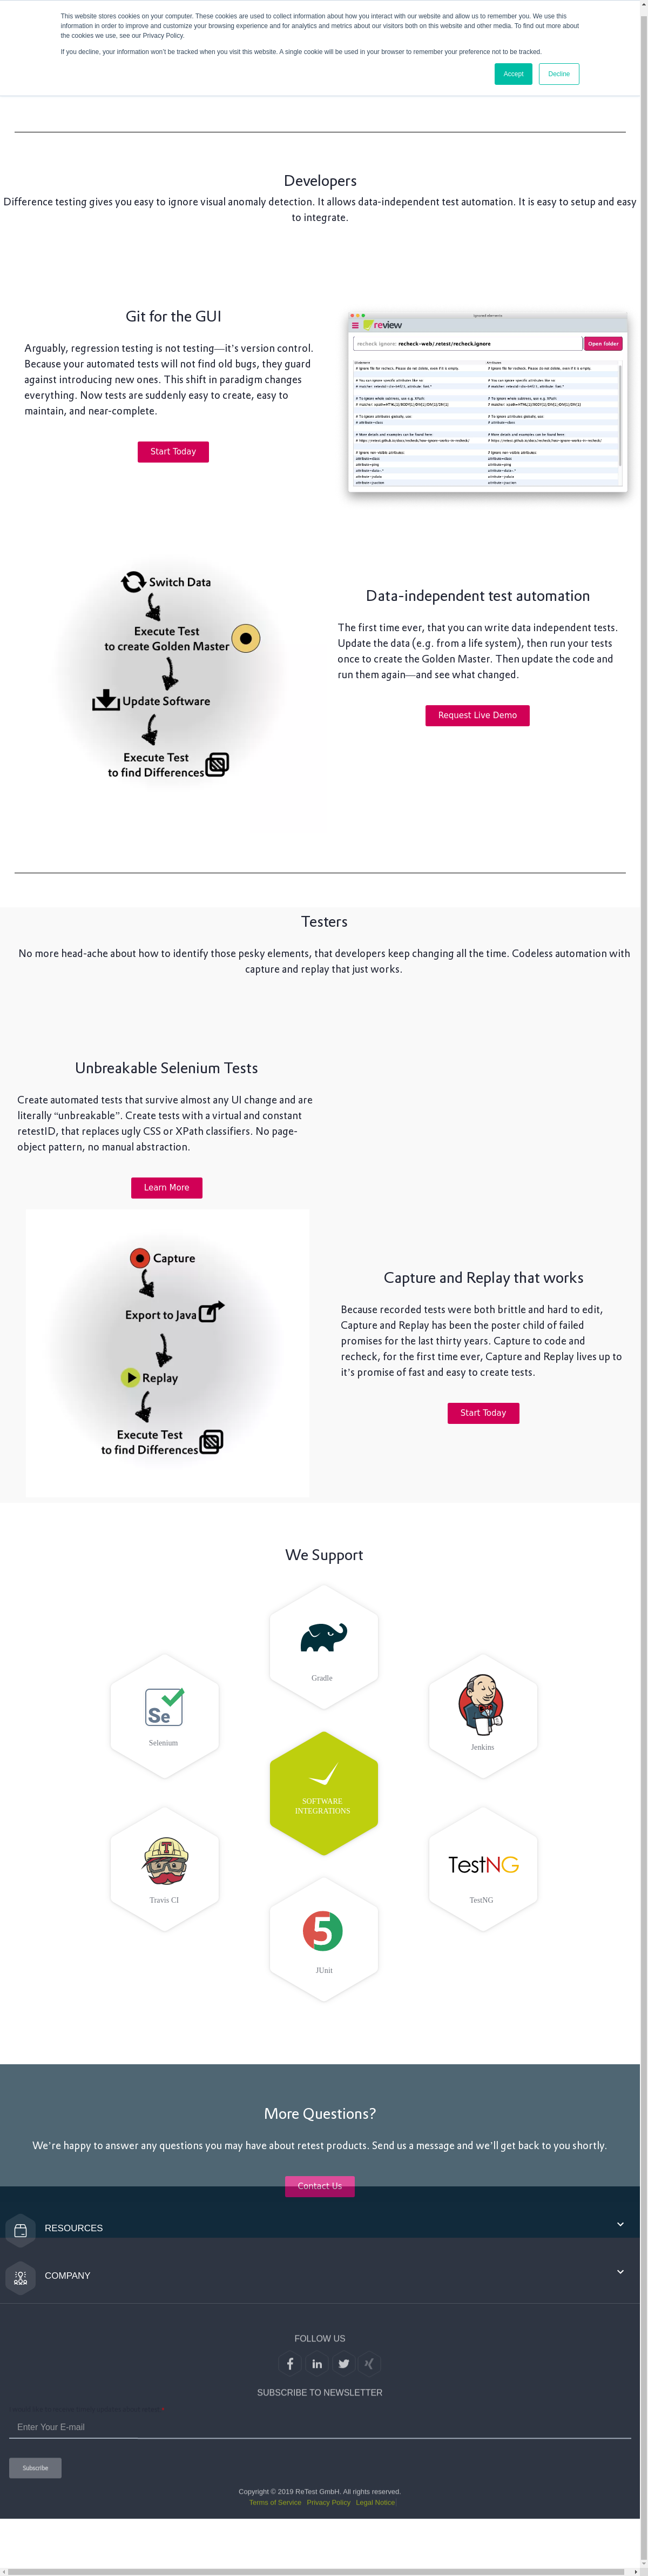 This website stores cookies on your computer. These cookies are used to collect information about how you interact with our website and allow us to remember you. We use this
information in order to improve and customize your browsing experience and for analytics and metrics about our visitors both on this website and other media. To find out more about
the cookies we use, see our Privacy Policy.
If you decline, your information won't be tracked when you visit this website. A single cookie will be used in your browser to remember your preference not to be tracked.
Accept
Decline
Developers
Difference testing gives you easy to ignore visual anomaly detection. It allows data-independent test automation. It is easy to setup and easy
to integrate.
Git for the GUI
Arguably, regression testing is not testing—it's version control.
Because your automated tests will not find old bugs, they guard
against introducing new ones. This shift in paradigm changes
everything. Now tests are suddenly easy to create, easy to
maintain, and near-complete.
Start Today
Ignored elements
review
recheck ignore: recheck-web/.retest/recheck.ignore
Open folder
Switch Data
Execute Test
to create Golden Master
Update Software
Execute Test
to find Differences
Data-independent test automation
The first time ever, that you can write data independent tests.
Update the data (e.g. from a life system), then run your tests
once to create the Golden Master. Then update the code and
run them again—and see what changed.
Request Live Demo
Testers
No more head-ache about how to identify those pesky elements, that developers keep changing all the time. Codeless automation with
capture and replay that just works.
Unbreakable Selenium Tests
Create automated tests that survive almost any UI change and are
literally “unbreakable”. Create tests with a virtual and constant
retestID, that replaces ugly CSS or XPath classifiers. No page-
object pattern, no manual abstraction.
Learn More
Capture
Export to Java
Replay
Execute Test
to find Differences
Capture and Replay that works
Because recorded tests were both brittle and hard to edit,
Capture and Replay has been the poster child of failed
promises for the last thirty years. Capture to code and
recheck, for the first time ever, Capture and Replay lives up to
it's promise of fast and easy to create tests.
Start Today
We Support
Gradle
Se
Selenium
Jenkins
SOFTWARE
INTEGRATIONS
Travis CI
TestNG
TestNG
5
JUnit
More Questions?
We're happy to answer any questions you may have about retest products. Send us a message and we'll get back to you shortly.
Contact Us
RESOURCES
COMPANY
FOLLOW US
SUBSCRIBE TO NEWSLETTER
*
Enter Your E-mail
Subscribe
Copyright © 2019 ReTest GmbH. All rights reserved.
Terms of Service Privacy Policy Legal Notice